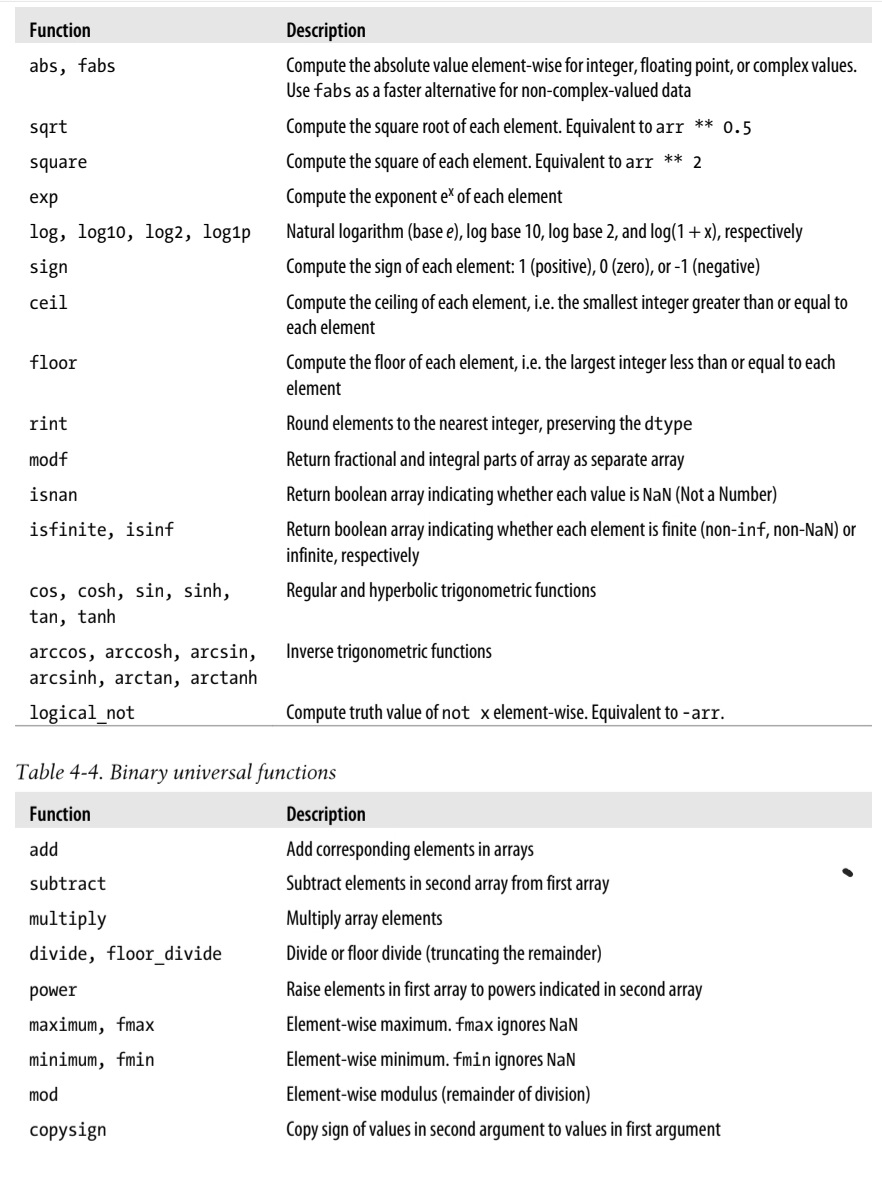 Function Description
abs, fabs Compute the absolute value element-wise for integer, floating point, or complex values.
Use fabs as a faster alternative for non-complex-valued data
sqrt Compute the square root of each element. Equivalent to arr ** 0.5
square Compute the square of each element. Equivalent to arr ** 2
exp Compute the exponent eˣ of each element
log, log10, log2, log1p Natural logarithm (base e), log base 10, log base 2, and log(1 + x), respectively
sign Compute the sign of each element: 1 (positive), 0 (zero), or -1 (negative)
ceil Compute the ceiling of each element, i.e. the smallest integer greater than or equal to
each element
floor Compute the floor of each element, i.e. the largest integer less than or equal to each
element
rint Round elements to the nearest integer, preserving the dtype
modf Return fractional and integral parts of array as separate array
isnan Return boolean array indicating whether each value is NaN (Not a Number)
isfinite, isinf Return boolean array indicating whether each element is finite (non-inf, non-NaN) or
infinite, respectively
cos, cosh, sin, sinh, Regular and hyperbolic trigonometric functions
tan, tanh
arccos, arccosh, arcsin, Inverse trigonometric functions
arcsinh, arctan, arctanh
logical_not Compute truth value of not x element-wise. Equivalent to -arr.
Table 4-4. Binary universal functions
Function Description
add Add corresponding elements in arrays
subtract Subtract elements in second array from first array
multiply Multiply array elements
divide, floor_divide Divide or floor divide (truncating the remainder)
power Raise elements in first array to powers indicated in second array
maximum, fmax Element-wise maximum. fmax ignores NaN
minimum, fmin Element-wise minimum. fmin ignores NaN
mod Element-wise modulus (remainder of division)
copysign Copy sign of values in second argument to values in first argument